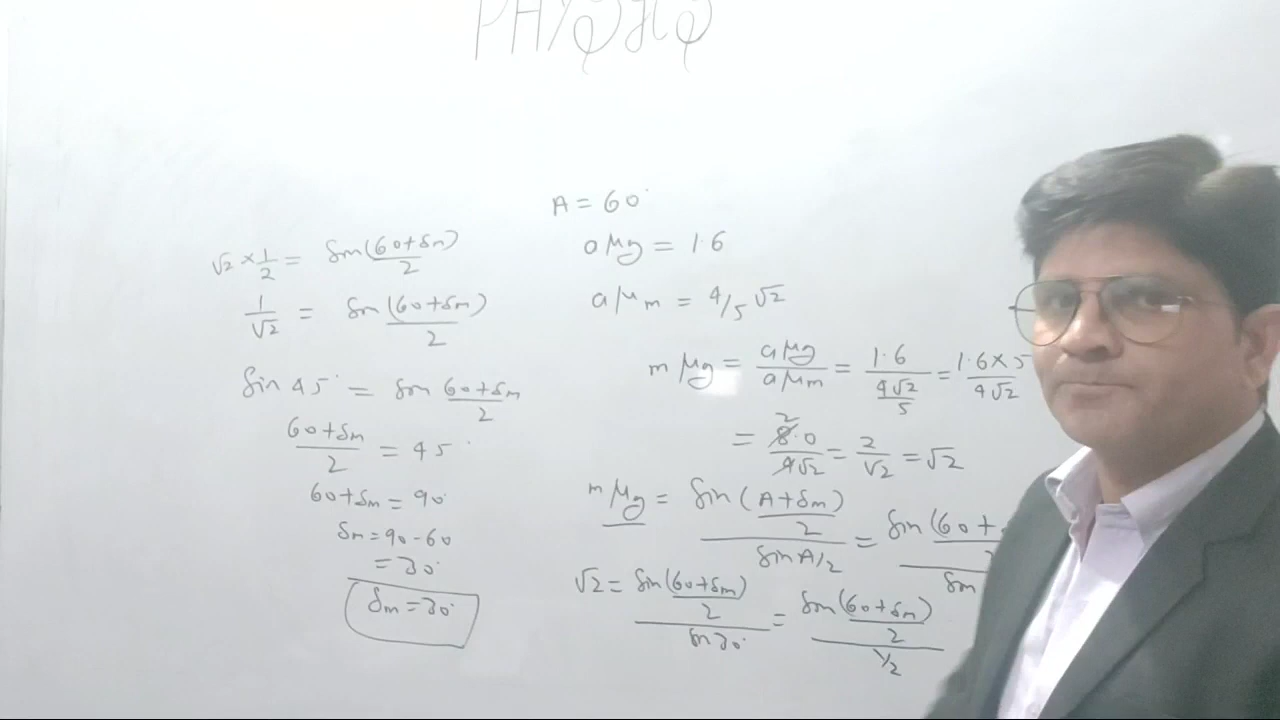 PHYQHQ
A = 60°
aμg = 1.6
aμm = 4/5 √2
mμg = aμg/aμm = 1.6/(4√2/5) = 1.6×5/4√2
= 8.0/4√2 = 2/√2 = √2
mμg = Sin(A+δm)/2 / Sin A/2 = Sin(60+
√2 = Sin(60+δm)/2 / Sin30° = Sin(60+δm)/2 / 1/2
√2 × 1/2 = Sin(60+δm)/2
1/√2 = Sin(60+δm)/2
Sin 45° = Sin 60+δm/2
60+δm/2 = 45°
60+δm = 90°
δm = 90-60
= 30°
δm = 30°